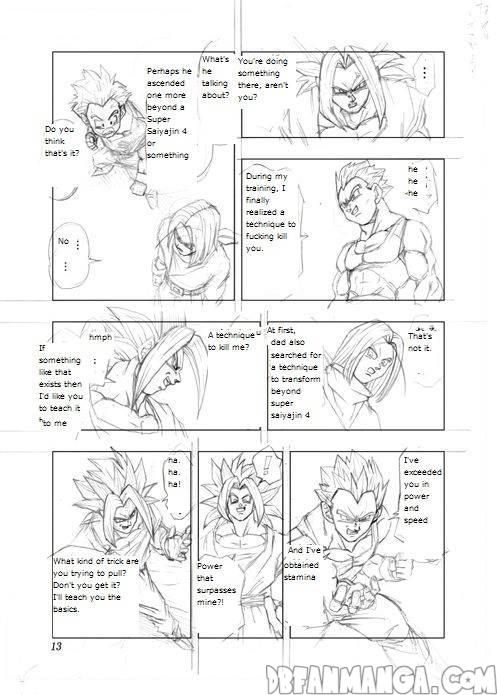 What's
he
talking
about?
You're doing
something
there, aren't
you?
Perhaps he
ascended
one more
beyond a
Super
Saiyajin 4
or
something
Do you
think
that's it?
No
During my
training, I
finally
realized a
technique to
fucking kill
you.
he
he
-he
hmph
If
something
like that
exists then
I'd like you
to teach it
to me
A technique
to kill me?
At first,
dad also
searched for
a technique
to transform
beyond
super
saiyajin 4
That's
not it.
ha.
ha.
ha!
What kind of trick are
you trying to pull?
Don't you get it?
I'll teach you the
basics.
Power
that
surpasses
mine?!
And I've
obtained
stamina
I've
exceeded
you in
power
and
speed
13
DBFANMANGA.COM